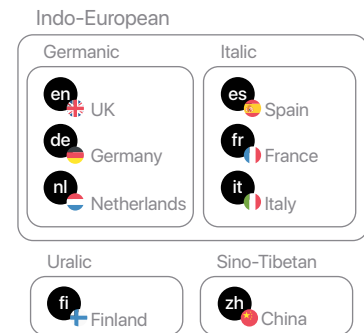 Indo-European
Germanic
en
UK
de
Germany
nl
Netherlands
Italic
es
Spain
fr
France
it
Italy
Uralic
fi
Finland
Sino-Tibetan
zh
China